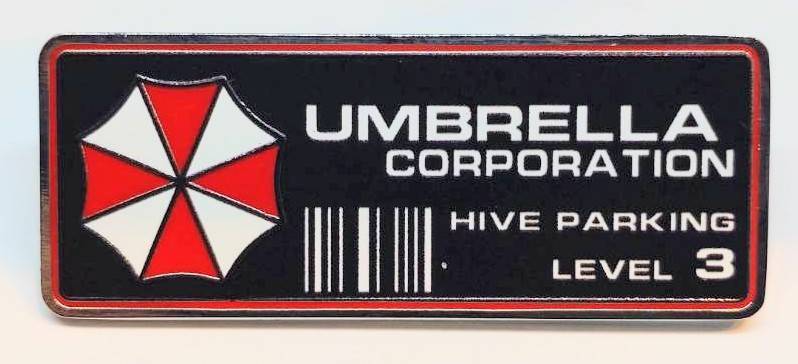 UMBRELLA
CORPORATION
HIVE PARKING
LEVEL 3